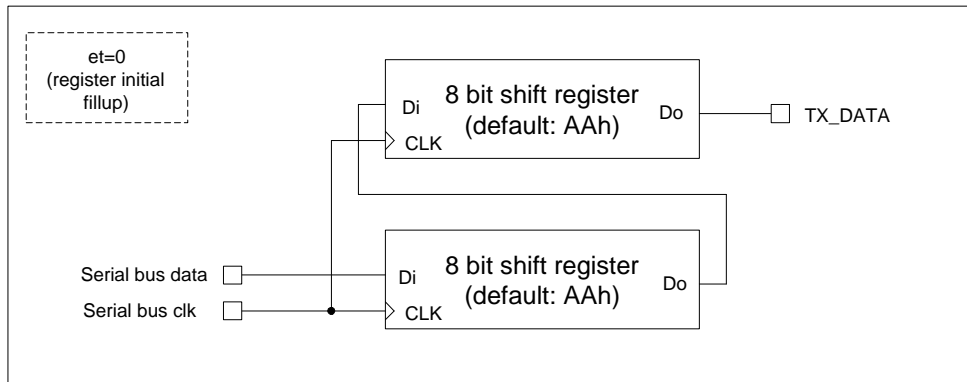 et=0
(register initial
fillup)
Di
8 bit shift register
(default: AAh)
Do
CLK
TX_DATA
Serial bus data
Serial bus clk
Di
8 bit shift register
(default: AAh)
Do
CLK